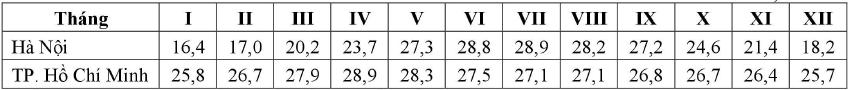 Tháng I II III IV V VI VII VIII IX X XI XII
Hà Nội 16,4 17,0 20,2 23,7 27,3 28,8 28,9 28,2 27,2 24,6 21,4 18,2
TP. Hồ Chí Minh 25,8 26,7 27,9 28,9 28,3 27,5 27,1 27,1 26,8 26,7 26,4 25,7